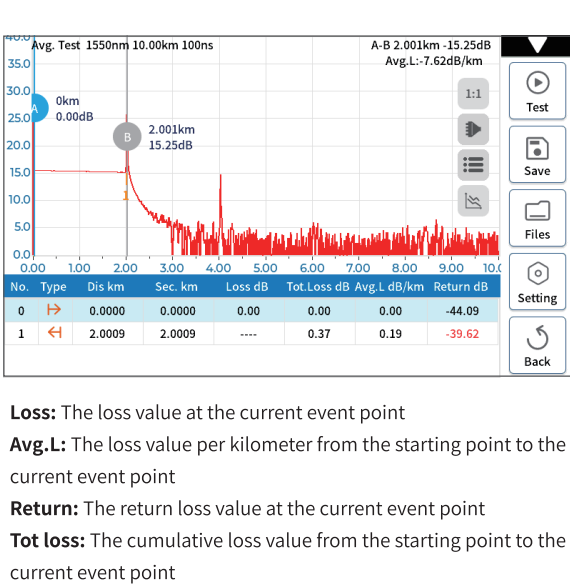 40.0 Avg. Test 1550nm 10.00km 100ns A-B 2.001km -15.25dB
Avg.L:-7.62dB/km
35.0
30.0
A 0km
0.00dB
25.0
B 2.001km
15.25dB
20.0
15.0
10.0
5.0
0.0
1
0.00 1.00 2.00 3.00 4.00 5.00 6.00 7.00 8.00 9.00 10.0
1:1
No. Type Dis km Sec. km Loss dB Tot.Loss dB Avg.L dB/km Return dB
0 0.0000 0.0000 0.00 0.00 0.00 -44.09
1 2.0009 2.0009 ---- 0.37 0.19 -39.62
Test
Save
Files
Setting
Back
Loss: The loss value at the current event point
Avg.L: The loss value per kilometer from the starting point to the
current event point
Return: The return loss value at the current event point
Tot loss: The cumulative loss value from the starting point to the
current event point